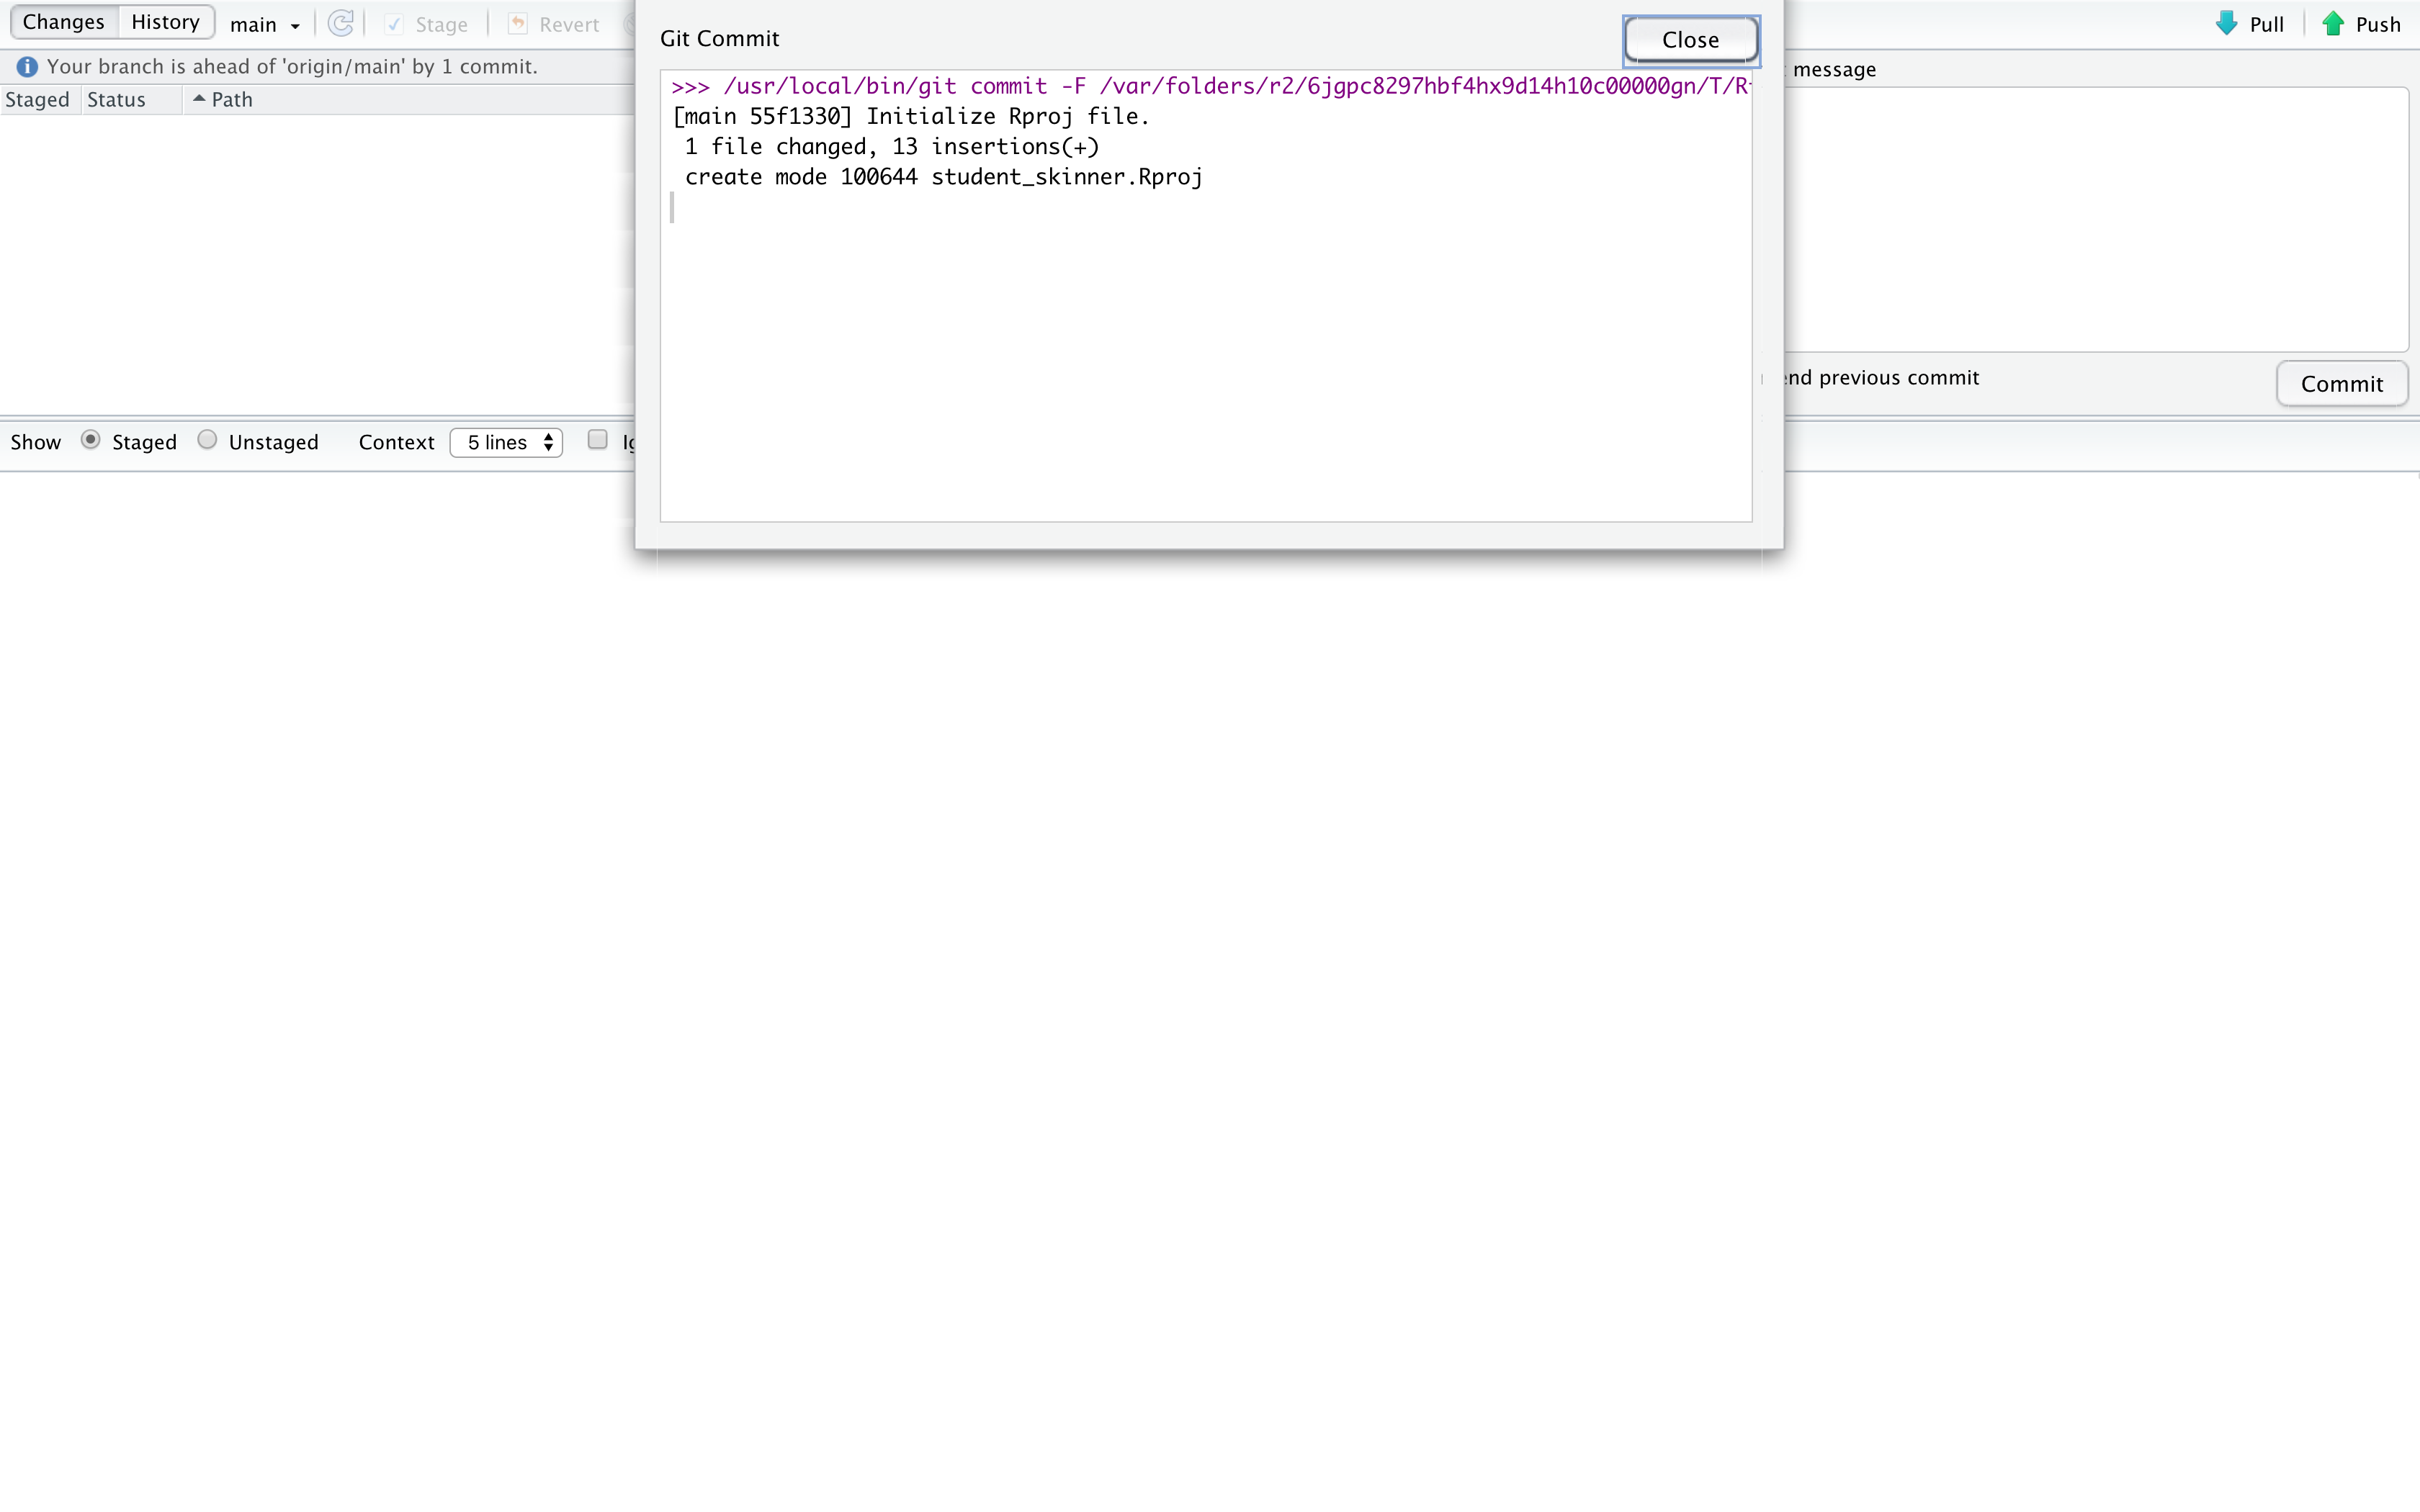 Changes History main Stage Revert
Pull Push
Your branch is ahead of 'origin/main' by 1 commit.
Staged Status Path
Git Commit
Close
>>> /usr/local/bin/git commit -F /var/folders/r2/6jgpc8297hbf4hx9d14h10c00000gn/T/R
[main 55f1330] Initialize Rproj file.
1 file changed, 13 insertions(+)
create mode 100644 student_skinner.Rproj
message
previous commit
Commit
Show Staged Unstaged Context 5 lines